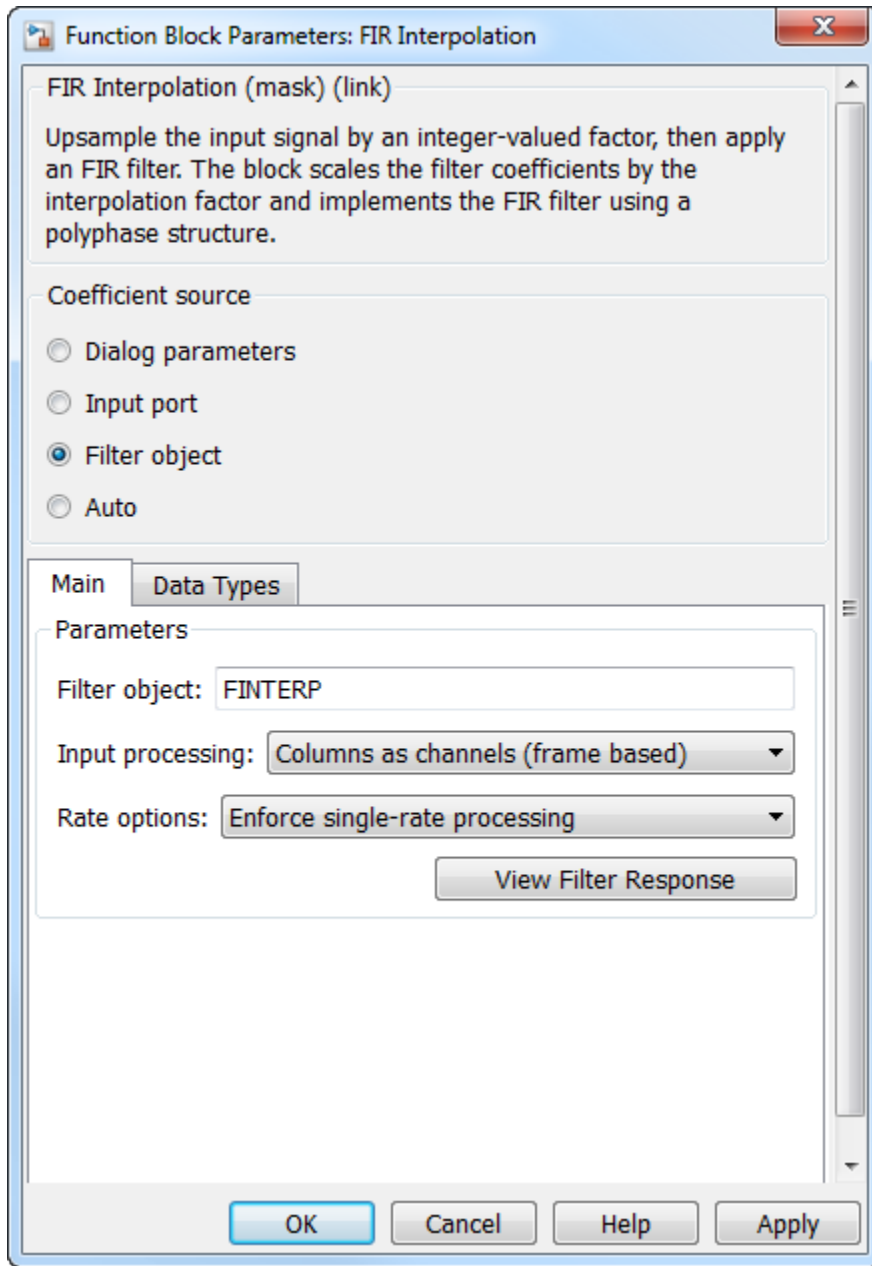 Function Block Parameters: FIR Interpolation
FIR Interpolation (mask) (link)
Upsample the input signal by an integer-valued factor, then apply
an FIR filter. The block scales the filter coefficients by the
interpolation factor and implements the FIR filter using a
polyphase structure.
Coefficient source
Dialog parameters
Input port
Filter object
Auto
Main Data Types
Parameters
Filter object: FINTERP
Input processing: Columns as channels (frame based)
Rate options: Enforce single-rate processing
View Filter Response
OK Cancel Help Apply